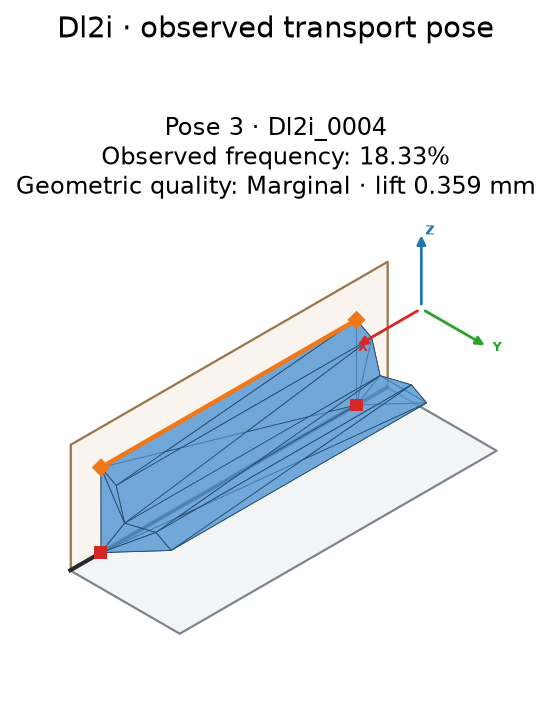 Dl2i · observed transport pose
Pose 3 · Dl2i_0004
Observed frequency: 18.33%
Geometric quality: Marginal · lift 0.359 mm
Z
X
Y